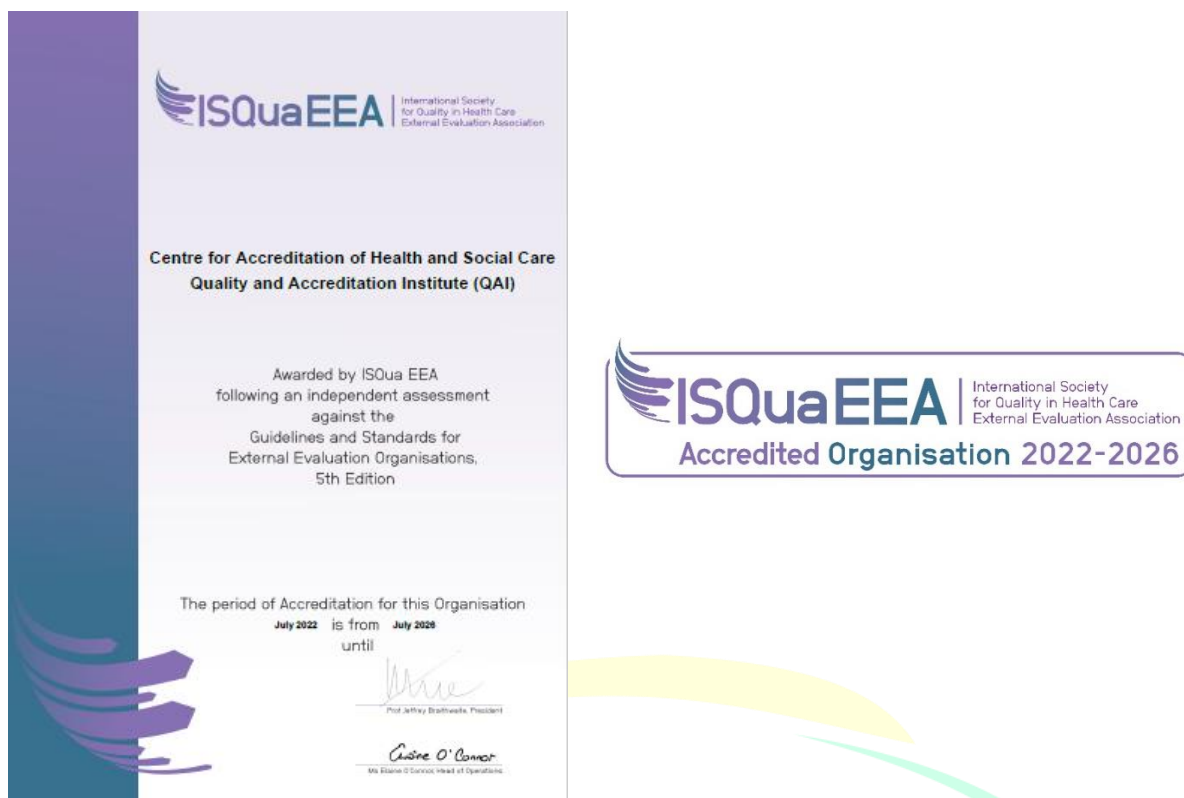 ISQuaEEA
International Society
for Quality in Health Care
External Evaluation Association
Centre for Accreditation of Health and Social Care
Quality and Accreditation Institute (QAI)
Awarded by ISQua EEA
following an independent assessment
against the
Guidelines and Standards for
External Evaluation Organisations,
5th Edition
The period of Accreditation for this Organisation
July 2022 is from July 2026
until
Prof Jeffrey Braithwaite, President
Elaine O'Connor
Ms Elaine O'Connor, Head of Operations
ISQuaEEA
International Society
for Quality in Health Care
External Evaluation Association
Accredited Organisation 2022-2026